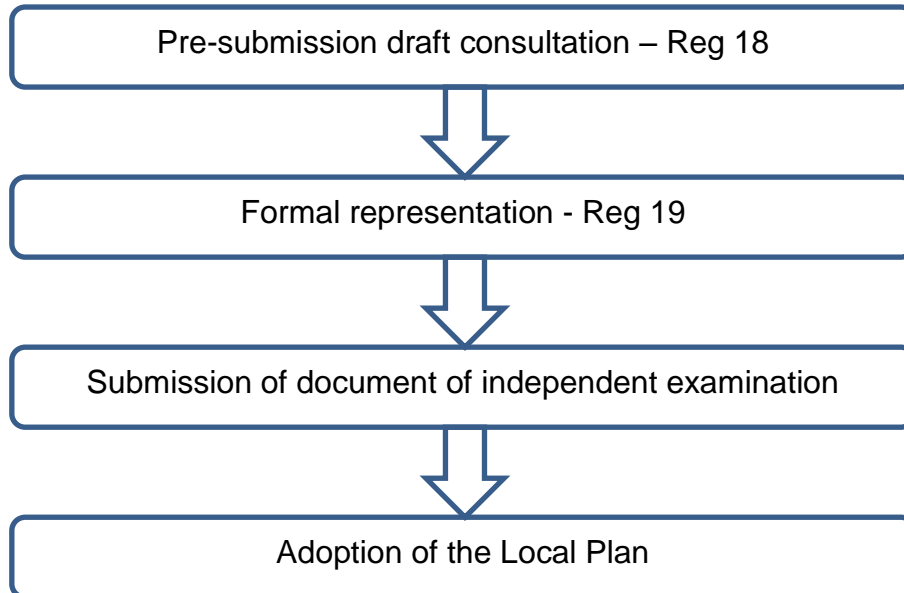 Pre-submission draft consultation – Reg 18
Formal representation - Reg 19
Submission of document of independent examination
Adoption of the Local Plan